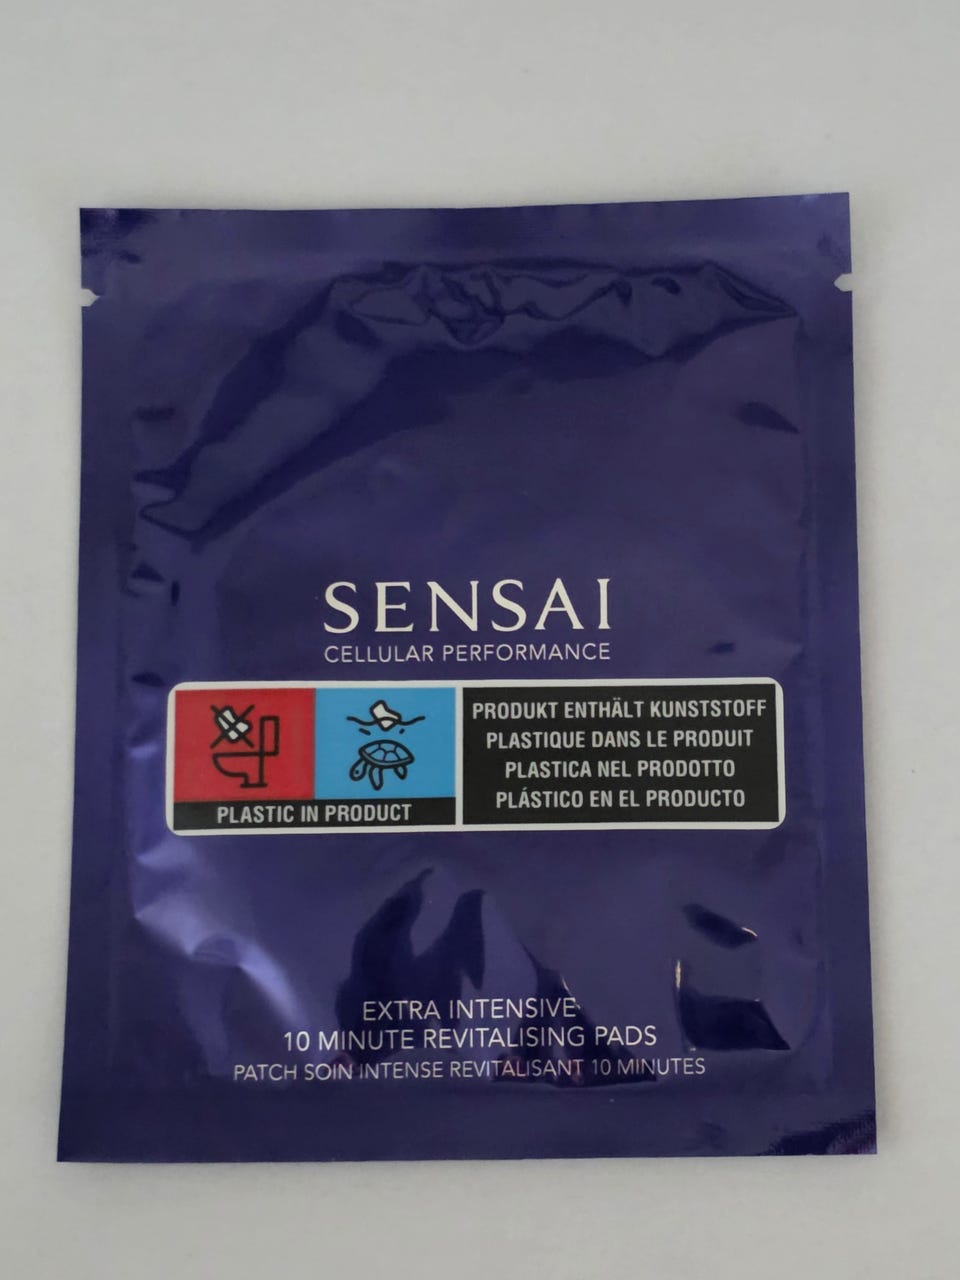 SENSAI
CELLULAR PERFORMANCE
PLASTIC IN PRODUCT
PRODUKT ENTHÄLT KUNSTSTOFF
PLASTIQUE DANS LE PRODUIT
PLASTICA NEL PRODOTTO
PLÁSTICO EN EL PRODUCTO
EXTRA INTENSIVE
10 MINUTE REVITALISING PADS
PATCH SOIN INTENSE REVITALISANT 10 MINUTES